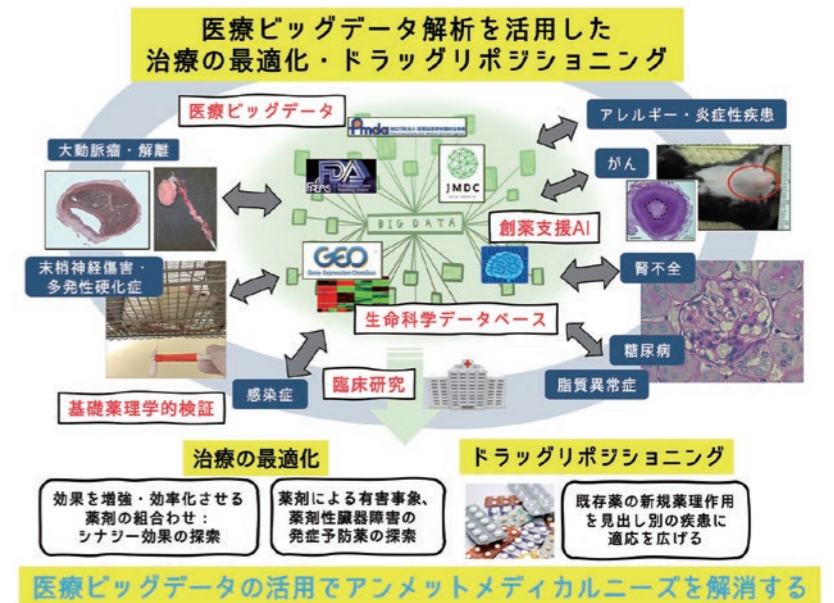 医療ビッグデータ解析を活用した
治療の最適化・ドラッグリポジショニング
医療ビッグデータ
Pmda
アレルギー・炎症性疾患
大動脈瘤・解離
FDA
FAERS
JMDC
がん
BIG DATA
創薬支援AI
GEO
Gene Expression Omnibus
末梢神経傷害・
多発性硬化症
腎不全
生命科学データベース
糖尿病
感染症
臨床研究
脂質異常症
基礎薬理学的検証
治療の最適化
ドラッグリポジショニング
効果を増強・効率化させる
薬剤の組合わせ：
シナジー効果の探索
薬剤による有害事象、
薬剤性臓器障害の
発症予防薬の探索
既存薬の新規薬理作用
を見出し別の疾患に
適応を広げる
医療ビッグデータの活用でアンメットメディカルニーズを解消する